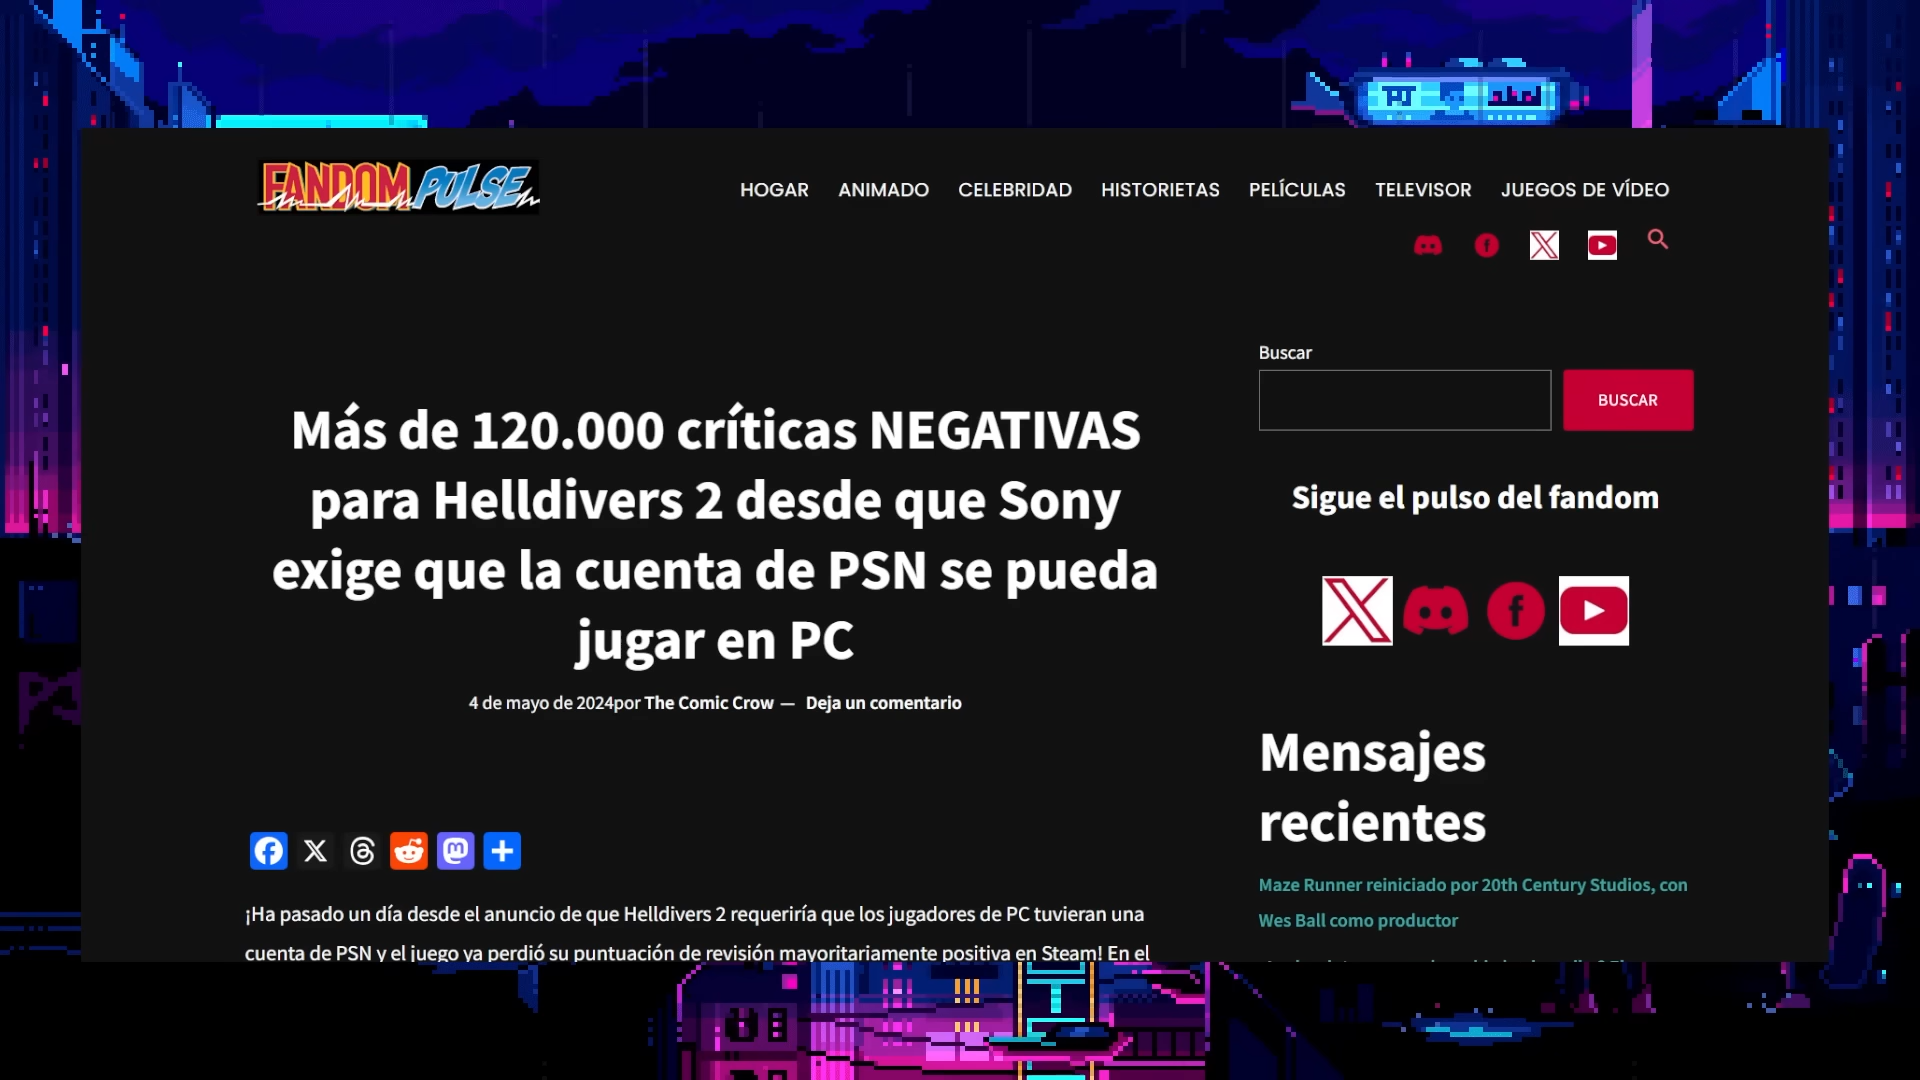 FANDOM PULSE
HOGAR ANIMADO CELEBRIDAD HISTORIETAS PELÍCULAS TELEVISOR JUEGOS DE VÍDEO
Más de 120.000 críticas NEGATIVAS
para Helldivers 2 desde que Sony
exige que la cuenta de PSN se pueda
jugar en PC
4 de mayo de 2024por The Comic Crow — Deja un comentario
¡Ha pasado un día desde el anuncio de que Helldivers 2 requeriría que los jugadores de PC tuvieran una
cuenta de PSN y el juego ya perdió su puntuación de revisión mayoritariamente positiva en Steam! En el
Buscar
BUSCAR
Sigue el pulso del fandom
Mensajes
recientes
Maze Runner reiniciado por 20th Century Studios, con
Wes Ball como productor